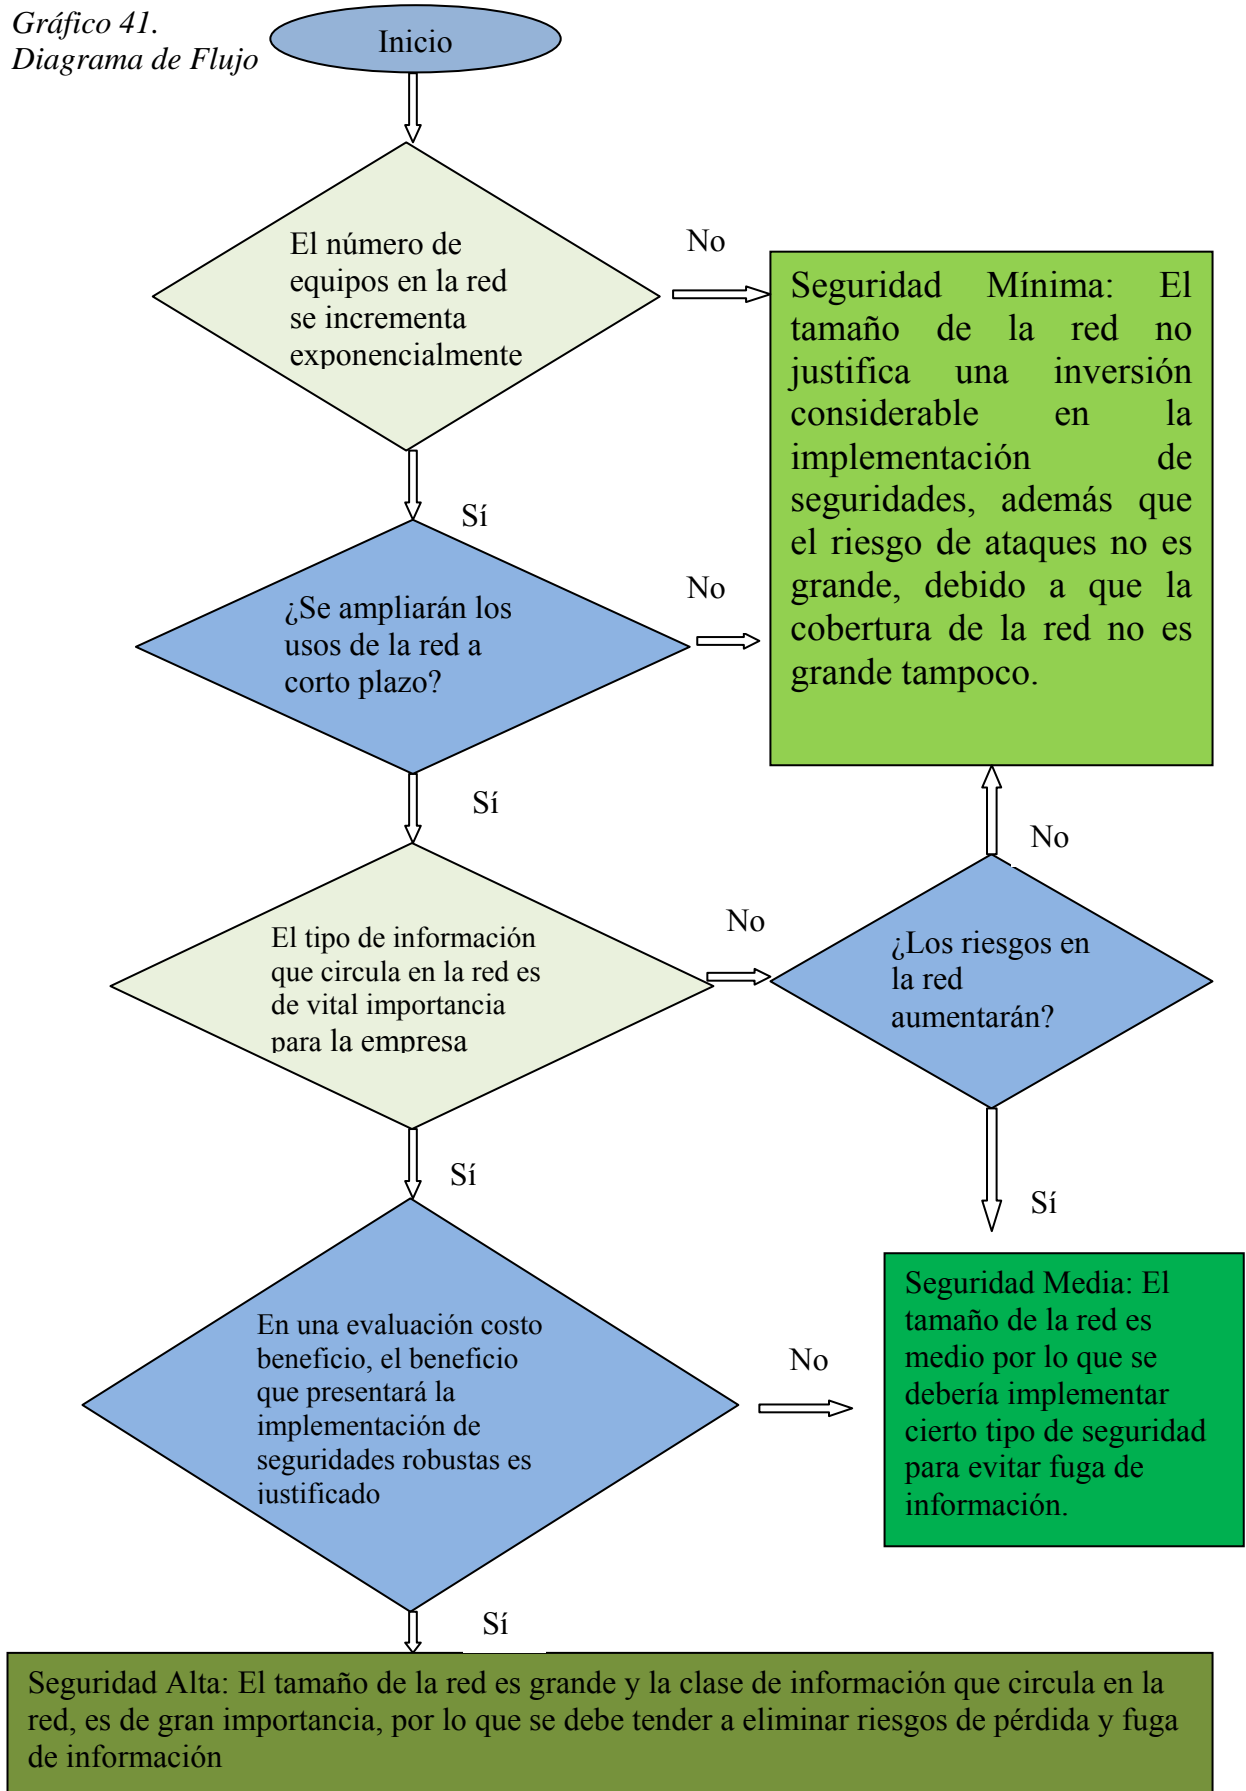 Gráfico 41.
Diagrama de Flujo
Inicio
El número de
equipos en la red
se incrementa
exponencialmente
No
Seguridad Mínima: El
tamaño de la red no
justifica una inversión
considerable en la
implementación de
seguridades, además que
el riesgo de ataques no es
grande, debido a que la
cobertura de la red no es
grande tampoco.
Sí
¿Se ampliarán los
usos de la red a
corto plazo?
No
Sí
El tipo de información
que circula en la red es
de vital importancia
para la empresa
No
¿Los riesgos en
la red
aumentarán?
No
Sí
Sí
En una evaluación costo
beneficio, el beneficio
que presentará la
implementación de
seguridades robustas es
justificado
No
Seguridad Media: El
tamaño de la red es
medio por lo que se
debería implementar
cierto tipo de seguridad
para evitar fuga de
información.
Sí
Seguridad Alta: El tamaño de la red es grande y la clase de información que circula en la
red, es de gran importancia, por lo que se debe tender a eliminar riesgos de pérdida y fuga
de información